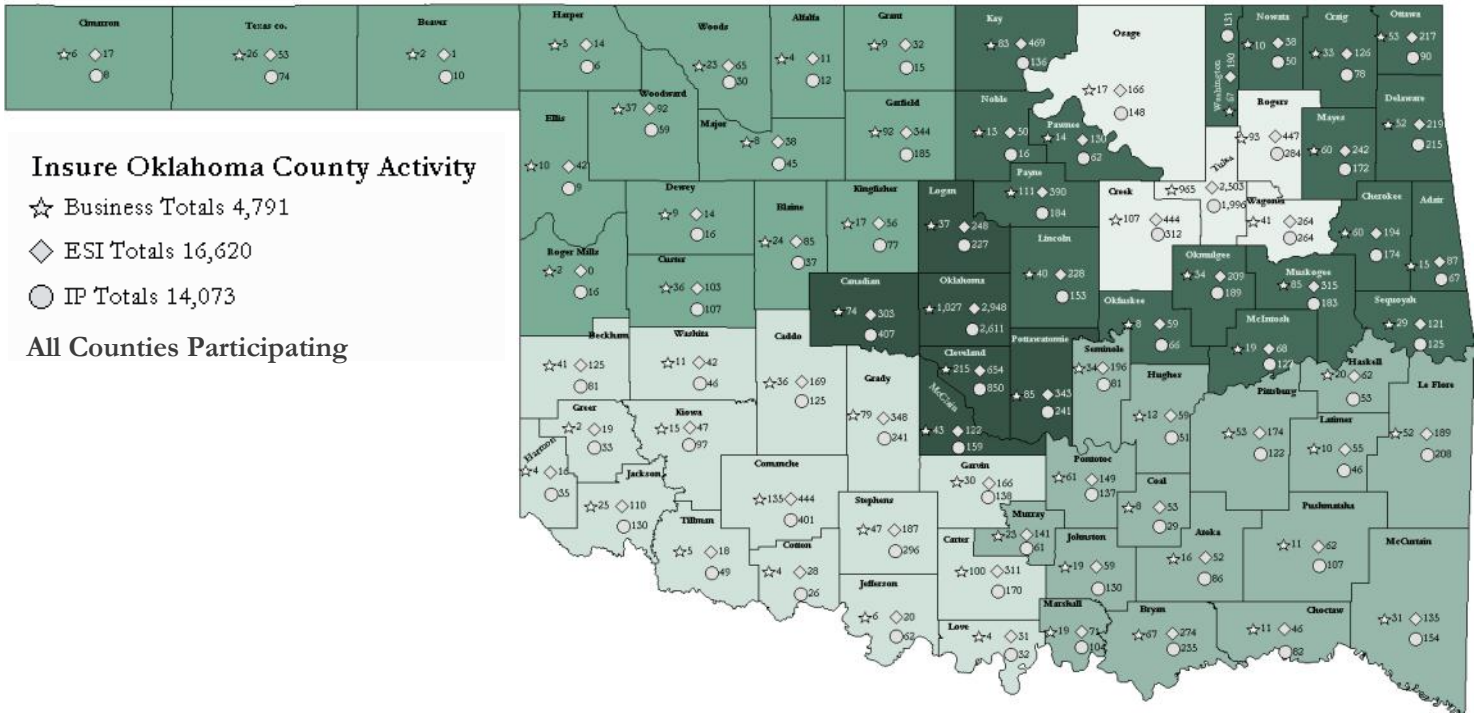 Insure Oklahoma County Activity
Business Totals 4,791
ESI Totals 16,620
IP Totals 14,073
All Counties Participating
Cimarron
6 17
8
Texas co.
26 53
74
Beaver
2 1
10
Harper
5 14
6
Woods
23 65
30
Alfalfa
4 11
12
Grant
9 32
15
Kay
83 469
136
Osage
17 166
148
Washington
67 190 131
Nowata
10 38
50
Craig
33 126
78
Ottawa
53 217
90
Ellis
10 42
9
Woodward
37 92
59
Major
8 38
45
Garfield
92 344
185
Noble
13 50
16
Pawnee
14 130
62
Rogers
93 447
284
Mayes
60 242
172
Delaware
52 219
215
Roger Mills
2 0
16
Dewey
9 14
16
Custer
36 103
107
Blaine
24 85
37
Kingfisher
17 56
77
Logan
37 248
227
Payne
111 390
184
Creek
107 444
312
Tulsa
965 2,503
1,996
Wagoner
41 264
264
Cherokee
60 194
174
Adair
15 87
67
Canadian
74 303
407
Oklahoma
1,027 2,948
2,611
Lincoln
40 228
153
Okmulgee
34 209
189
Muskogee
85 315
183
Sequoyah
29 121
125
Okfuskee
8 59
66
McIntosh
19 68
127
Beckham
41 125
81
Washita
11 42
46
Caddo
36 169
125
Grady
79 348
241
Cleveland
215 654
850
McClain
43 122
159
Pottawatomie
85 343
241
Seminole
34 196
81
Hughes
12 59
51
Pittsburg
53 174
122
Haskell
20 62
53
Le Flore
52 189
208
Latimer
10 55
46
Greer
2 19
33
Harmon
4 16
35
Kiowa
15 47
97
Jackson
25 110
130
Tillman
5 18
49
Comanche
135 444
401
Cotton
4 28
26
Stephens
47 187
296
Jefferson
6 20
62
Garvin
30 166
138
Murray
23 141
61
Carter
100 311
170
Love
4 31
32
Pontotoc
61 149
137
Coal
8 53
29
Johnston
19 59
130
Marshall
19 71
104
Atoka
16 52
86
Bryan
67 274
235
Pushmataha
11 62
107
Choctaw
11 46
82
McCurtain
31 135
154